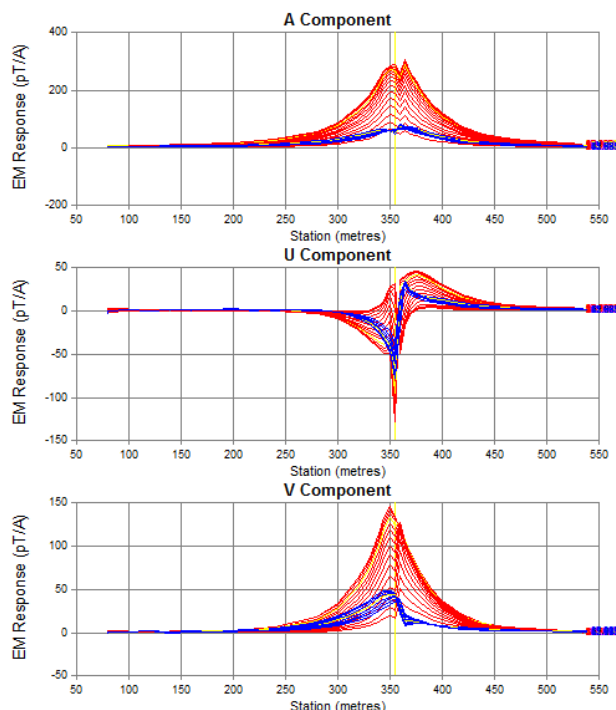 A Component
EM Response (pT/A)
400
200
0
-200
50 100 150 200 250 300 350 400 450 500 550
Station (metres)
U Component
EM Response (pT/A)
50
0
-50
-100
-150
50 100 150 200 250 300 350 400 450 500 550
Station (metres)
V Component
EM Response (pT/A)
150
100
50
0
-50
50 100 150 200 250 300 350 400 450 500 550
Station (metres)